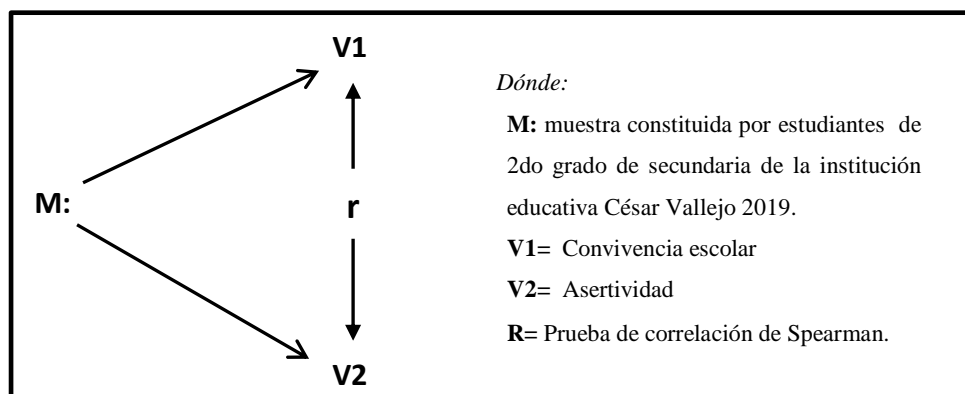 V1
M:
r
V2
Dónde:
M: muestra constituida por estudiantes de
2do grado de secundaria de la institución
educativa César Vallejo 2019.
V1= Convivencia escolar
V2= Asertividad
R= Prueba de correlación de Spearman.